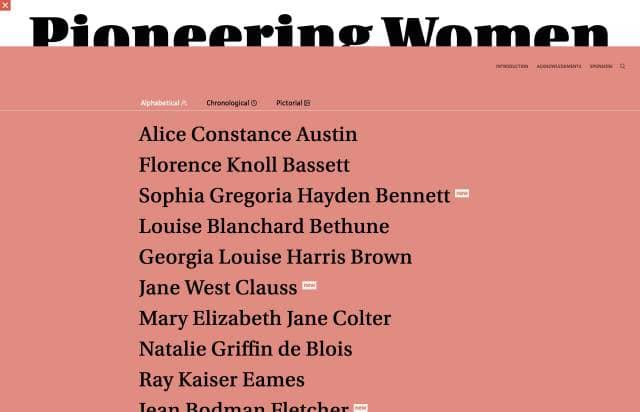 Pioneering Women
INTRODUCTION ACKNOWLEDGMENTS SPONSORS
Alphabetical Chronological Pictorial
Alice Constance Austin
Florence Knoll Bassett
Sophia Gregoria Hayden Bennett new
Louise Blanchard Bethune
Georgia Louise Harris Brown
Jane West Clauss new
Mary Elizabeth Jane Colter
Natalie Griffin de Blois
Ray Kaiser Eames
Jean Bodman Fletcher new